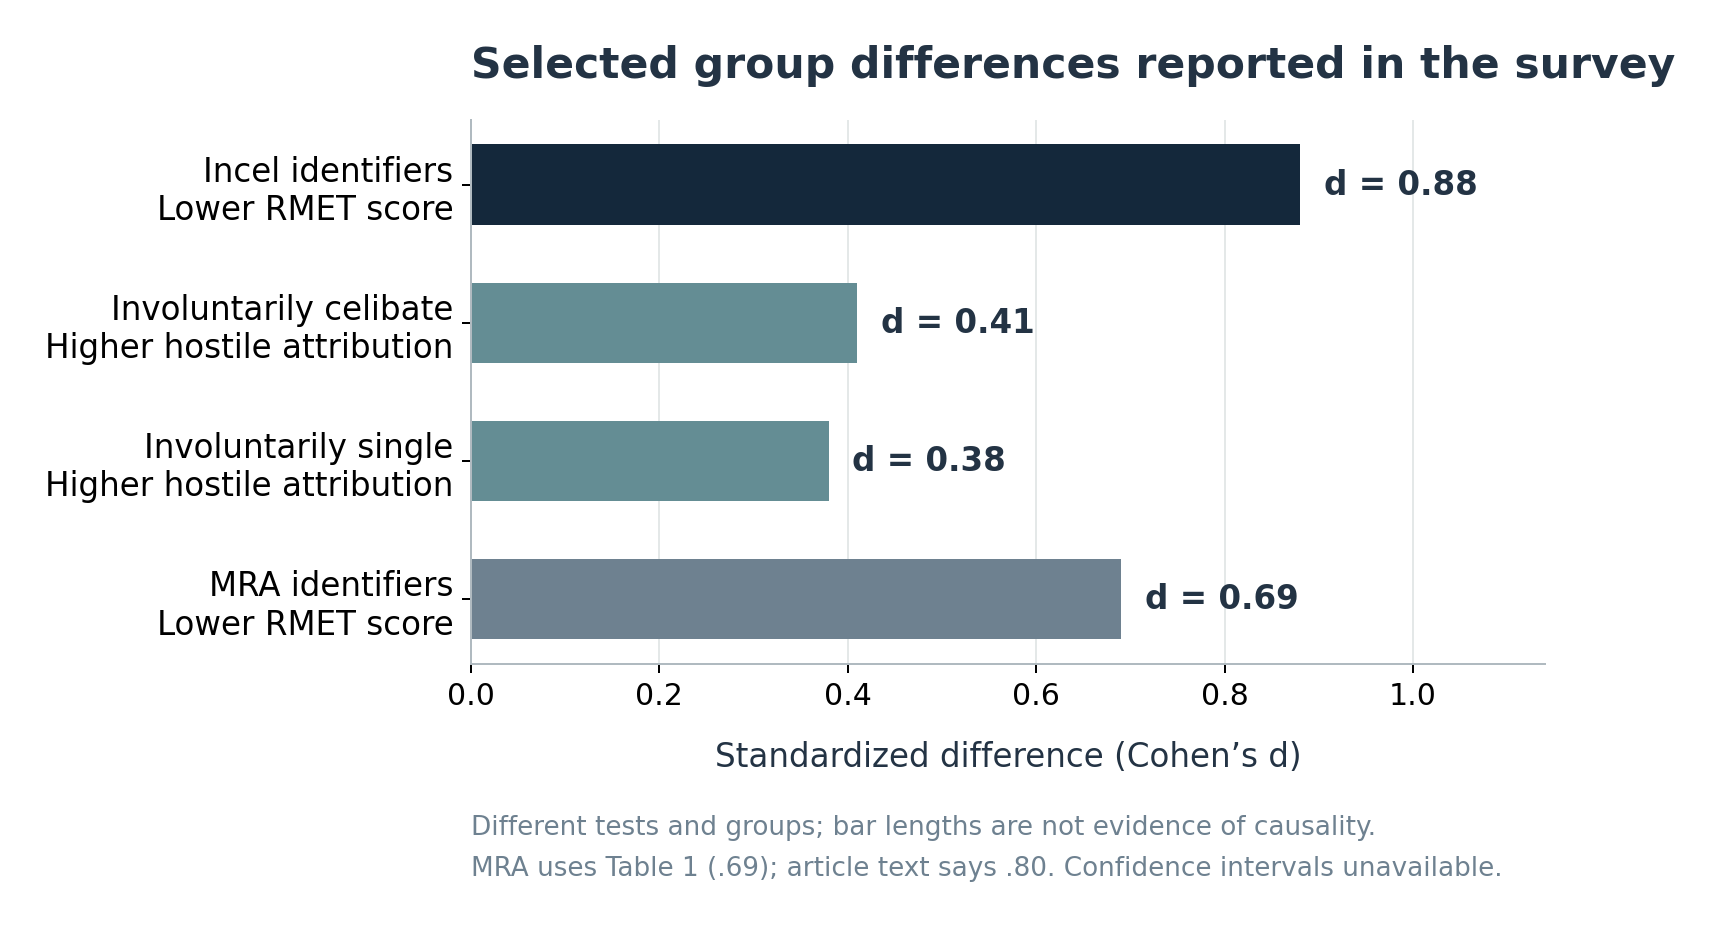 Selected group differences reported in the survey
Incel identifiers
Lower RMET score
d = 0.88
Involuntarily celibate
Higher hostile attribution
d = 0.41
Involuntarily single
Higher hostile attribution
d = 0.38
MRA identifiers
Lower RMET score
d = 0.69
0.0 0.2 0.4 0.6 0.8 1.0
Standardized difference (Cohen’s d)
Different tests and groups; bar lengths are not evidence of causality.
MRA uses Table 1 (.69); article text says .80. Confidence intervals unavailable.